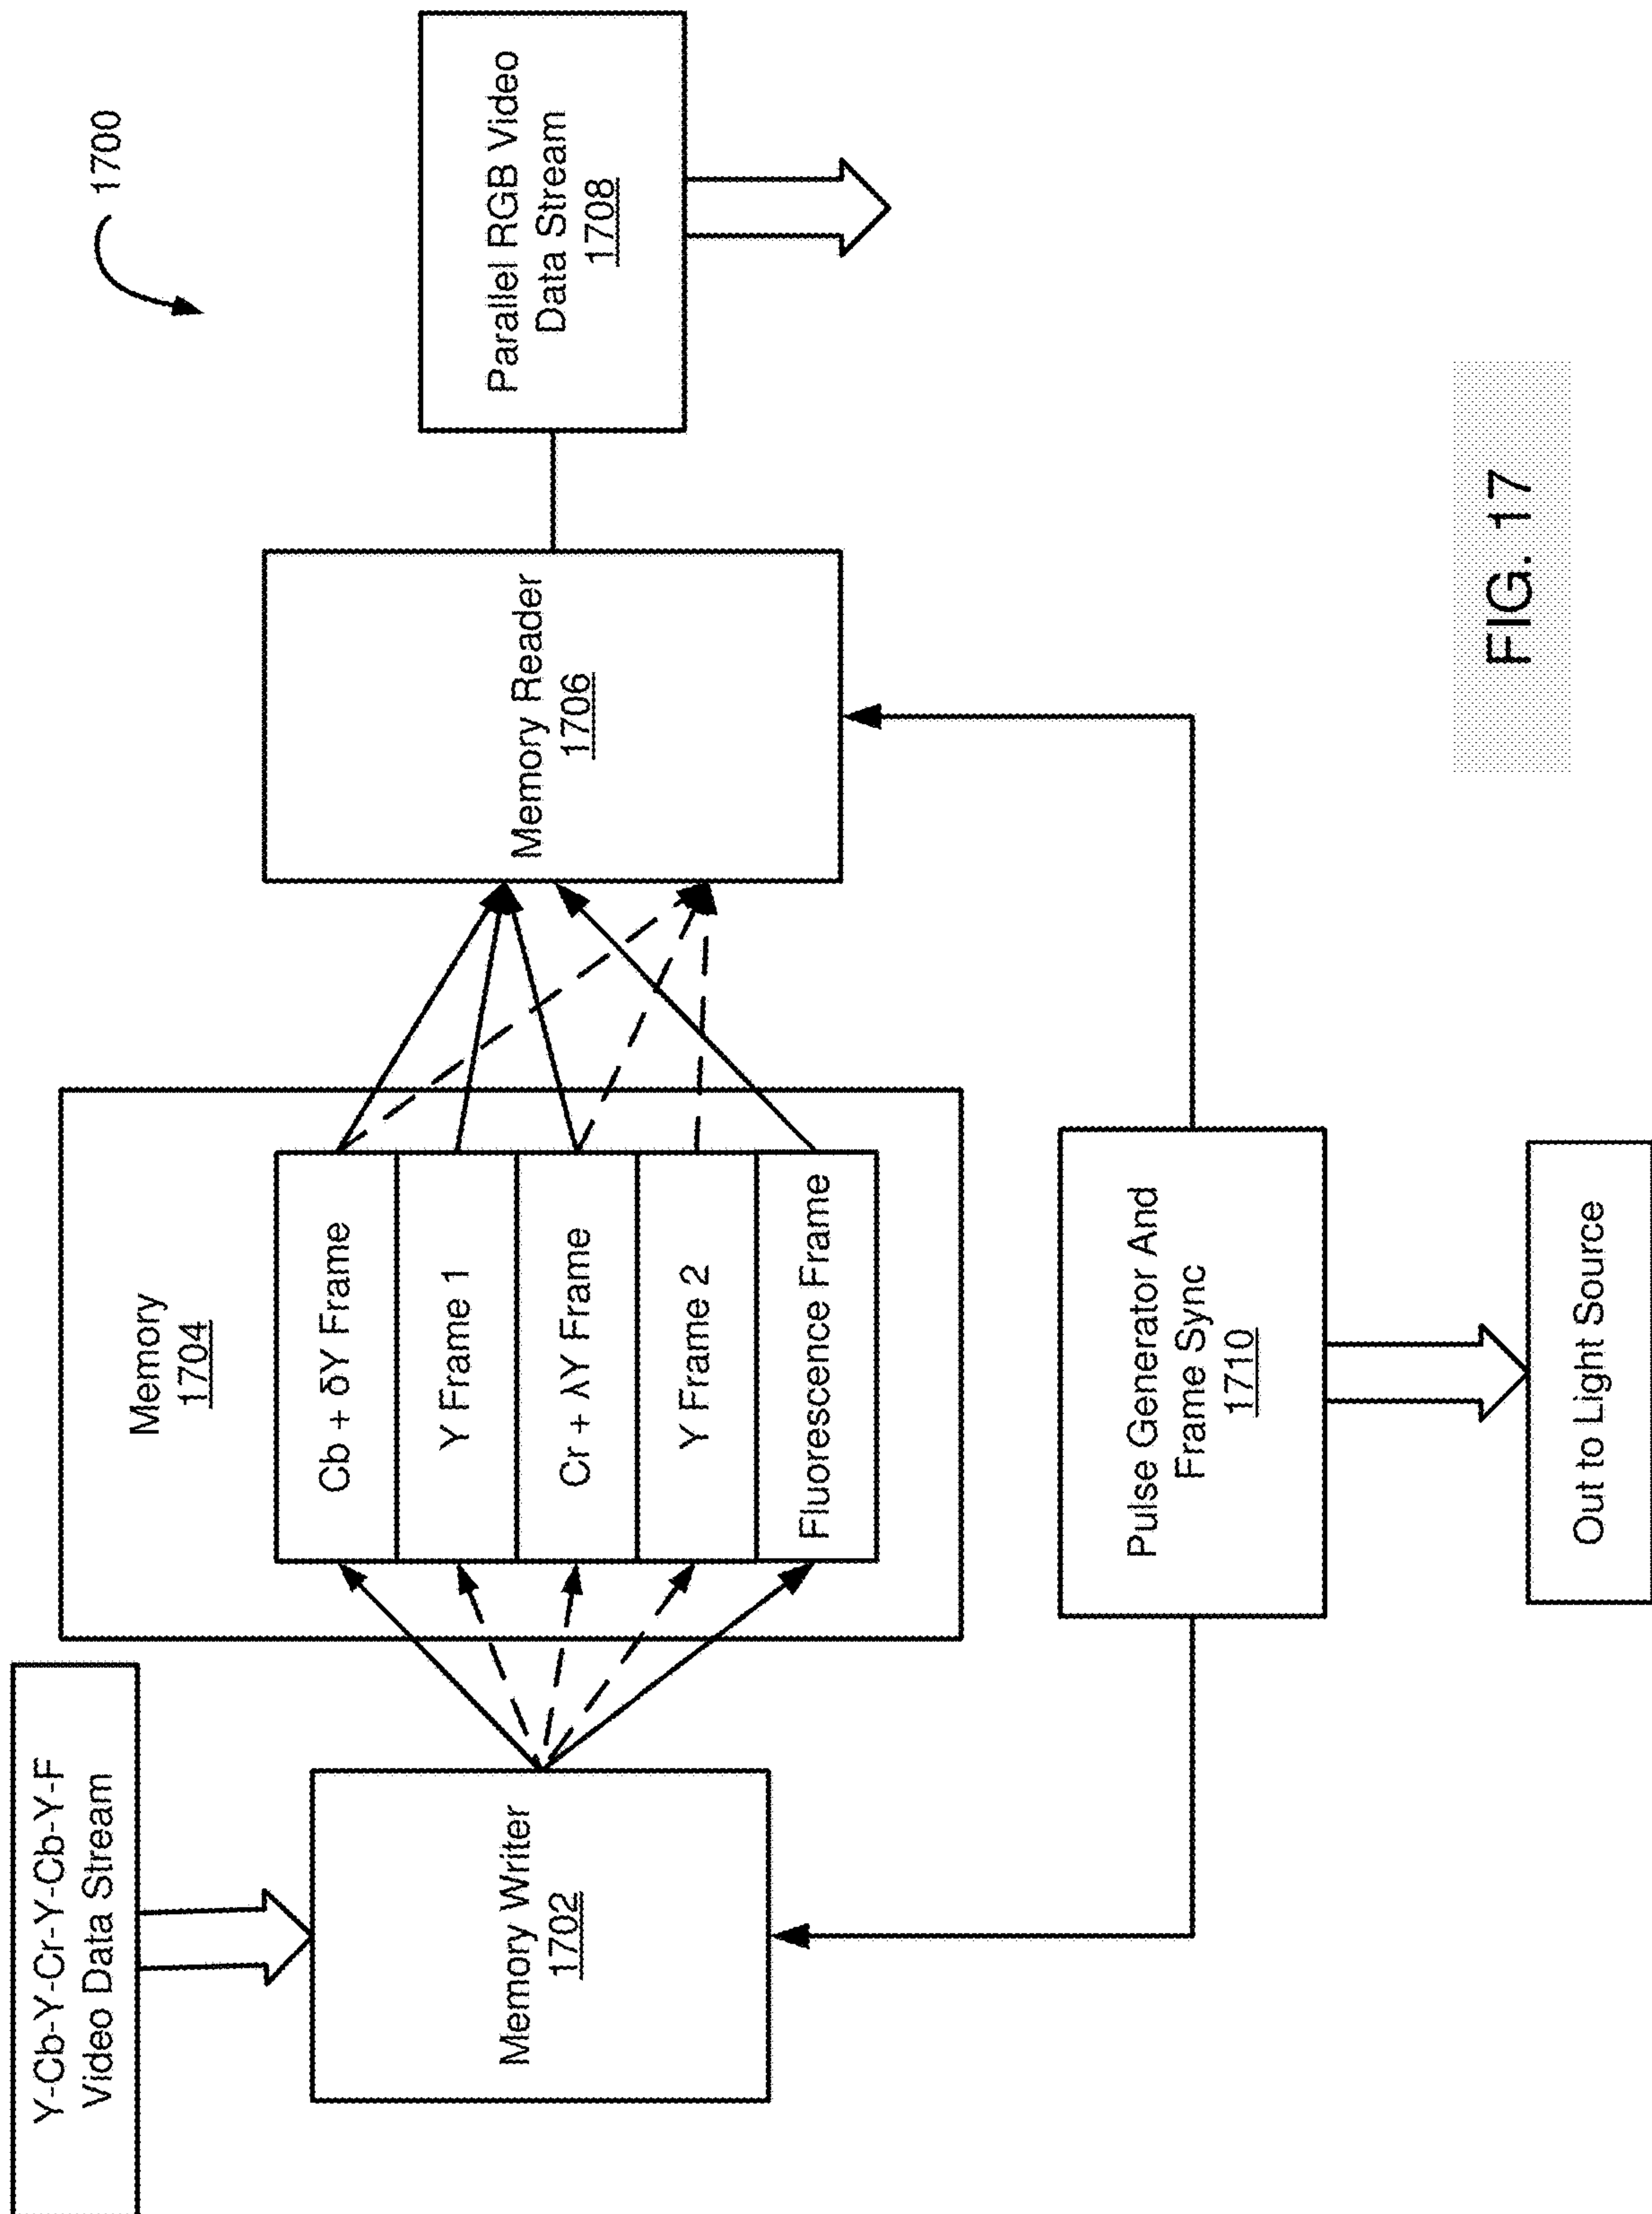 1700
Y-Cb-Y-Cr-Y-Cb-Y-F
Video Data Stream
Memory Writer
1702
Memory
1704
Cb + δY Frame
Y Frame 1
Cr + λY Frame
Y Frame 2
Fluorescence Frame
Memory Reader
1706
Parallel RGB Video
Data Stream
1708
Pulse Generator And
Frame Sync
1710
Out to Light Source
FIG. 17